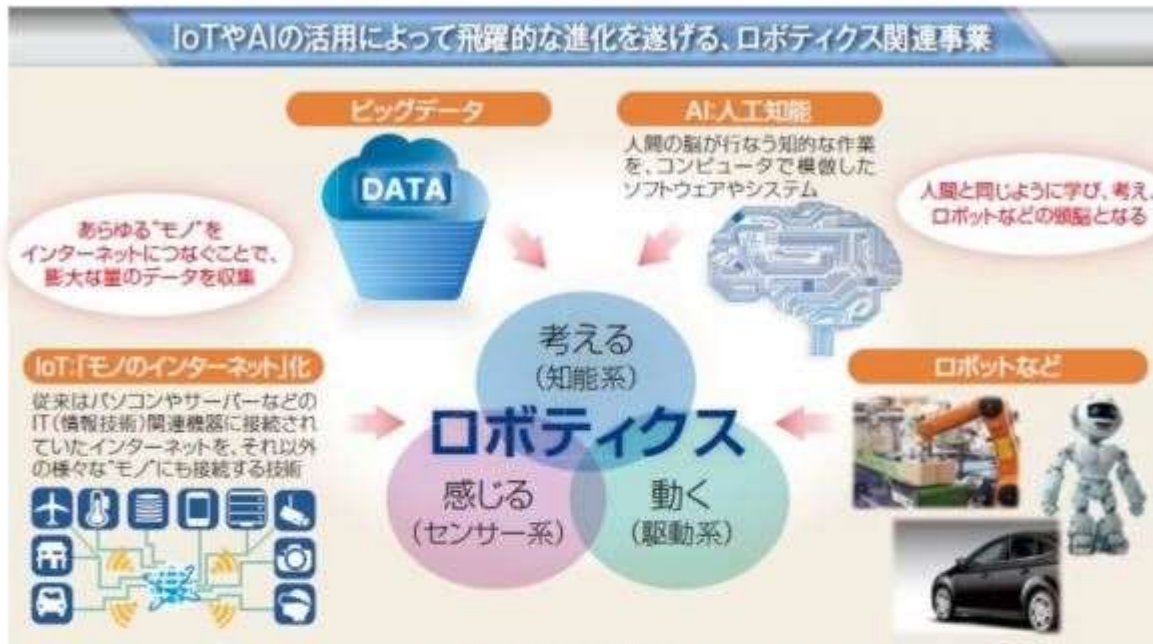 IoTやAIの活用によって飛躍的な進化を遂げる、ロボティクス関連事業
ビッグデータ
DATA
AI:人工知能
人間の脳が行なう知的な作業
を、コンピュータで模倣した
ソフトウェアやシステム
人間と同じように学び、考え、
ロボットなどの頭脳となる
あらゆる"モノ"を
インターネットにつなぐことで、
膨大な量のデータを収集
IoT:「モノのインターネット」化
従来はパソコンやサーバーなどの
IT(情報技術)関連機器に接続され
ていたインターネットを、それ以外
の様々な"モノ"にも接続する技術
考える
(知能系)
ロボティクス
感じる
(センサー系)
動く
(駆動系)
ロボットなど